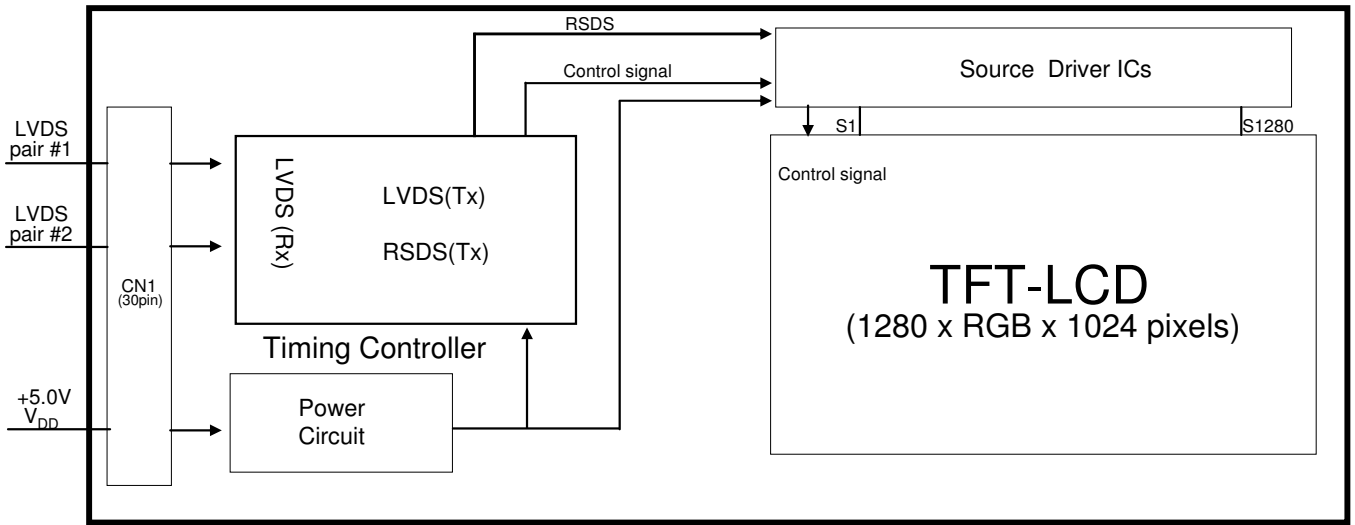 RSDS
Source Driver ICs
Control signal
LVDS
pair #1
S1
S1280
LVDS (Rx)
LVDS(Tx)
Control signal
LVDS
pair #2
RSDS(Tx)
CN1
(30pin)
TFT-LCD
(1280 x RGB x 1024 pixels)
Timing Controller
+5.0V
VDD
Power
Circuit